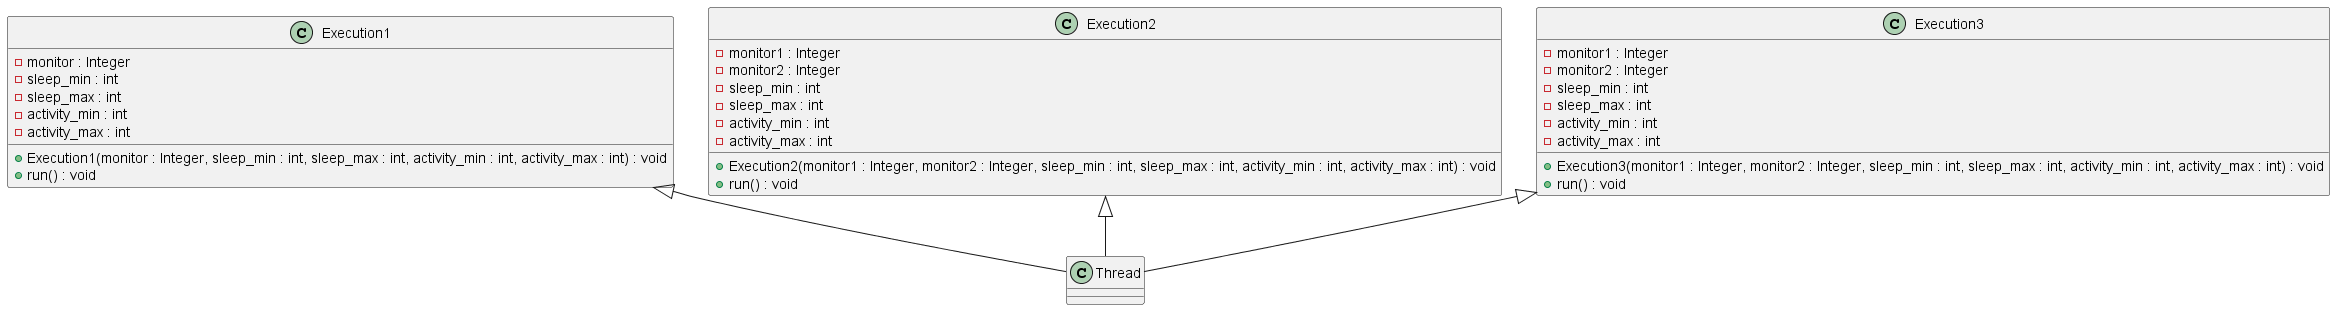 C Execution1
monitor : Integer
sleep_min : int
sleep_max : int
activity_min : int
activity_max : int
Execution1(monitor : Integer, sleep_min : int, sleep_max : int, activity_min : int, activity_max : int) : void
run() : void
C Execution2
monitor1 : Integer
monitor2 : Integer
sleep_min : int
sleep_max : int
activity_min : int
activity_max : int
Execution2(monitor1 : Integer, monitor2 : Integer, sleep_min : int, sleep_max : int, activity_min : int, activity_max : int) : void
run() : void
C Execution3
monitor1 : Integer
monitor2 : Integer
sleep_min : int
sleep_max : int
activity_min : int
activity_max : int
Execution3(monitor1 : Integer, monitor2 : Integer, sleep_min : int, sleep_max : int, activity_min : int, activity_max : int) : void
run() : void
C Thread